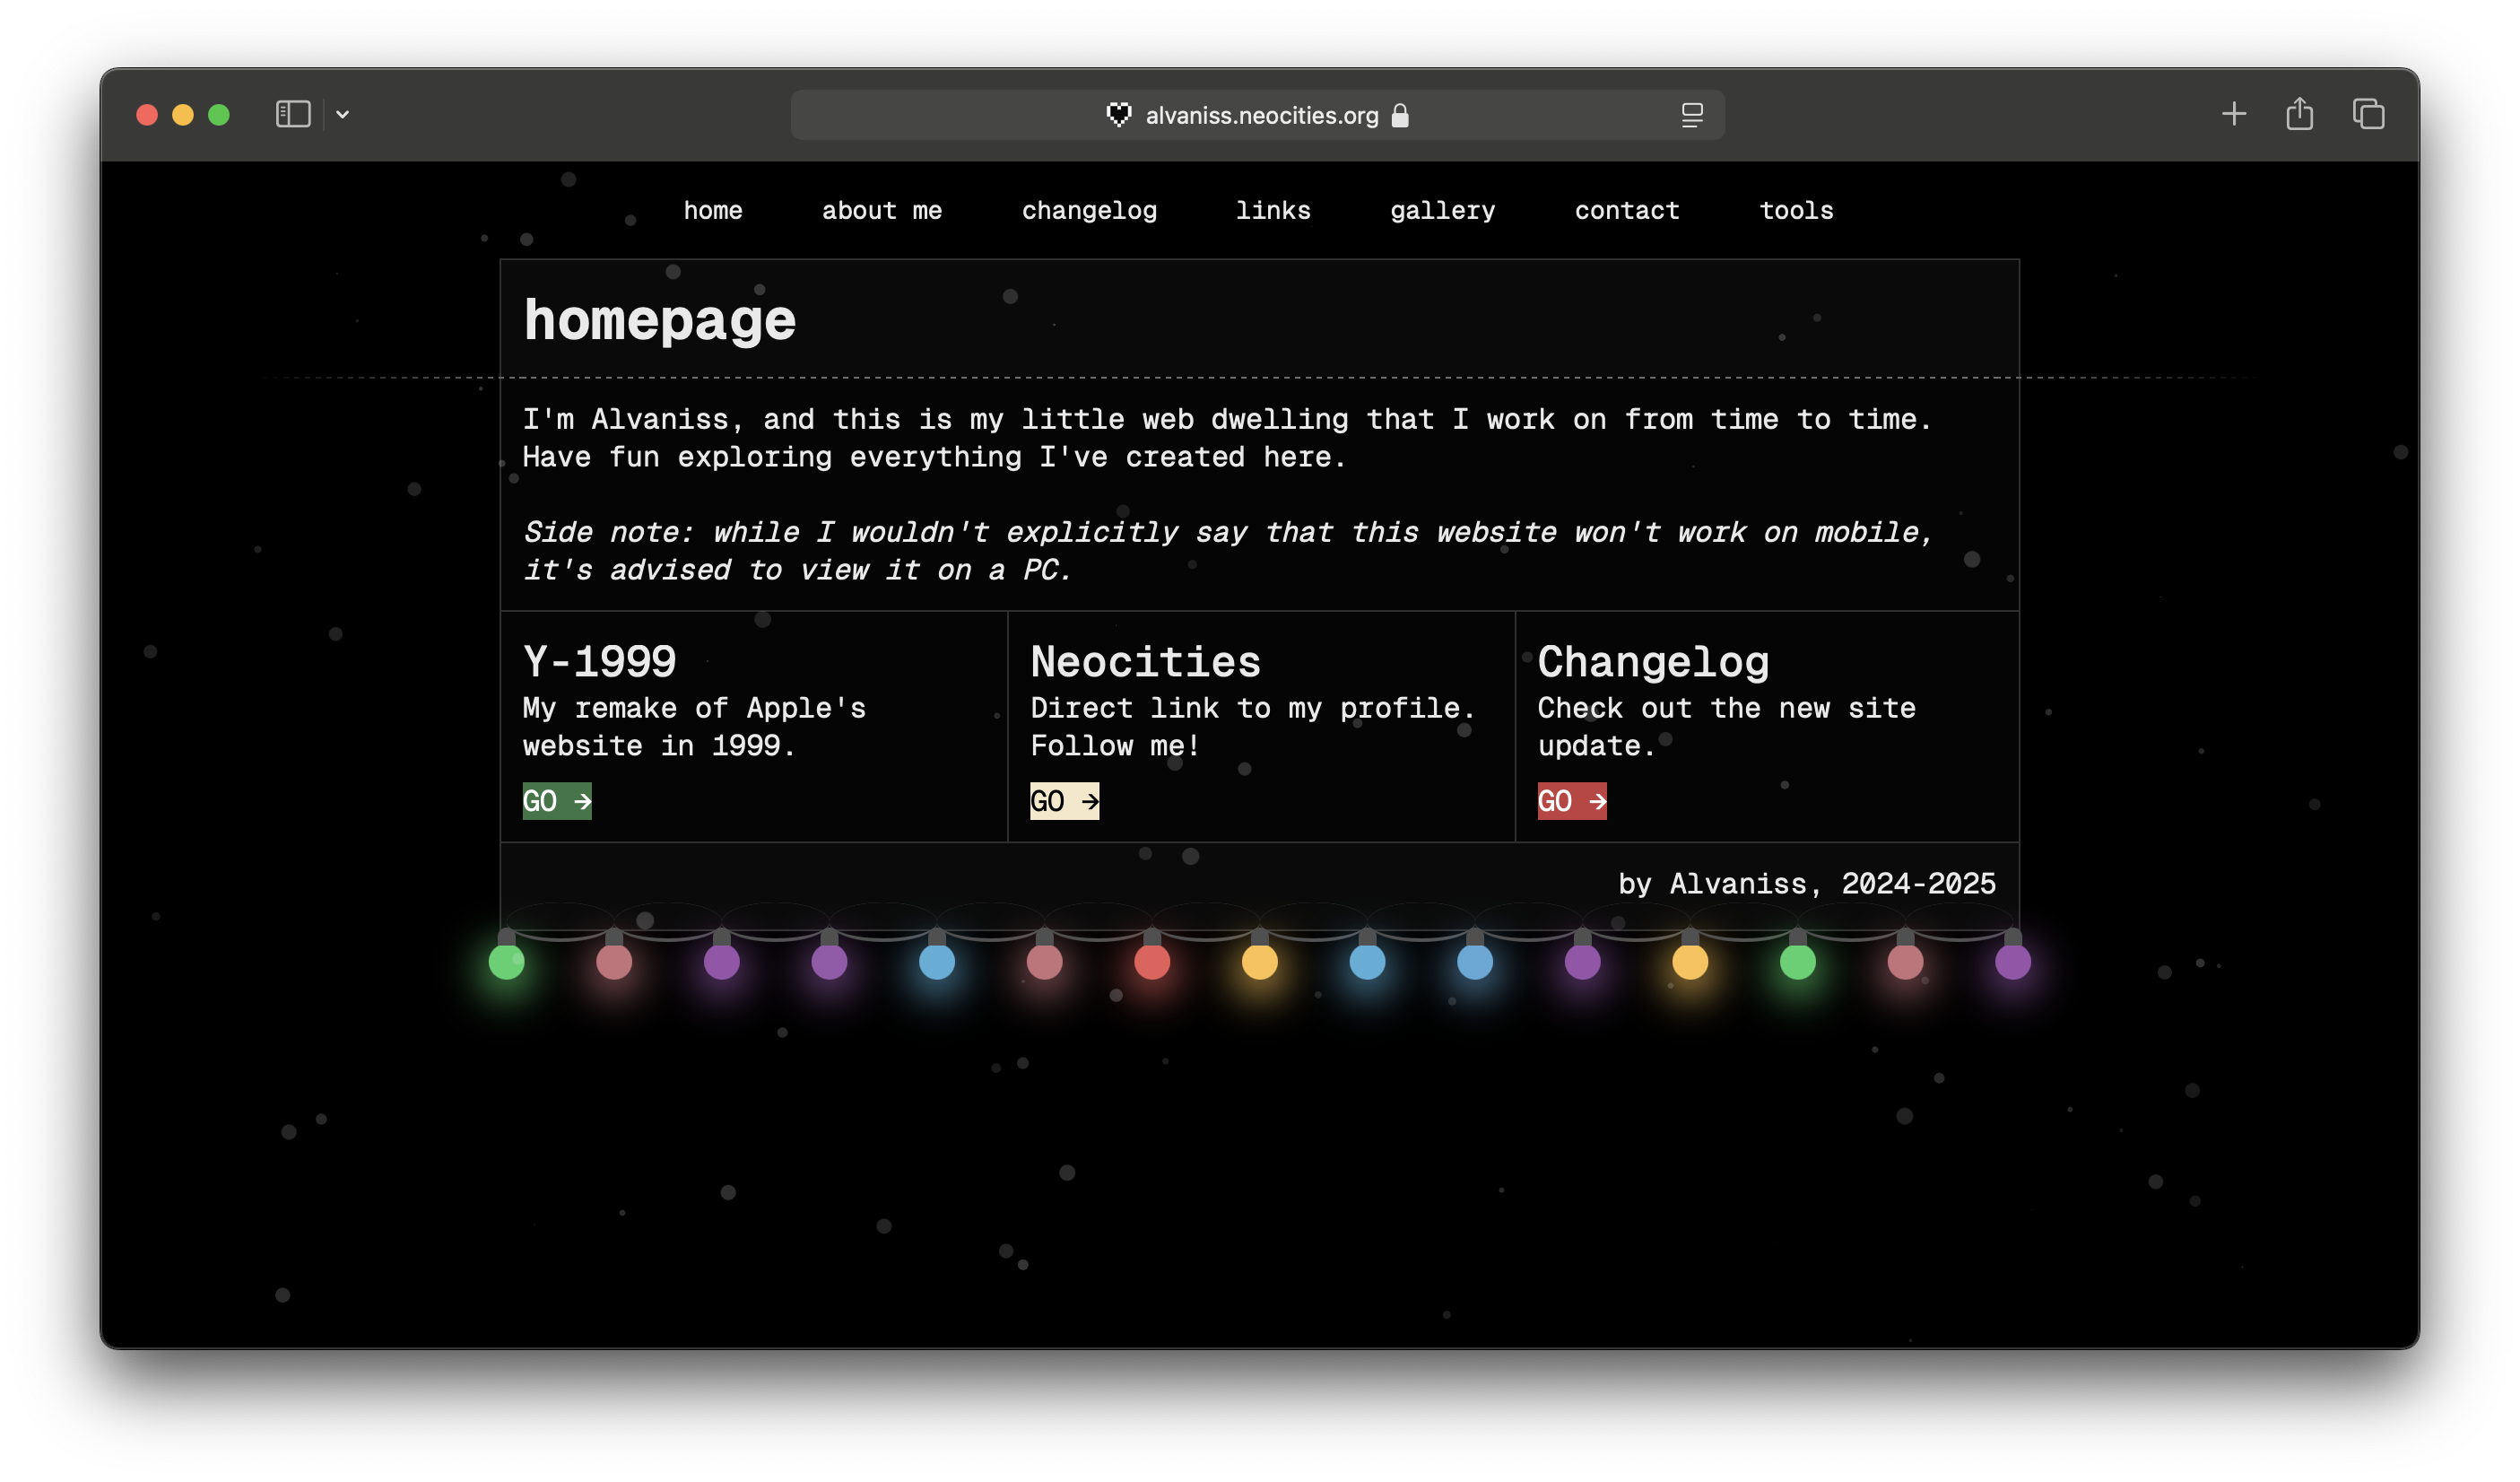 alvaniss.neocities.org
home about me changelog links gallery contact tools
homepage
I'm Alvaniss, and this is my little web dwelling that I work on from time to time.
Have fun exploring everything I've created here.
Side note: while I wouldn't explicitly say that this website won't work on mobile,
it's advised to view it on a PC.
Y-1999
My remake of Apple's
website in 1999.
GO →
Neocities
Direct link to my profile.
Follow me!
GO →
Changelog
Check out the new site
update.
GO →
by Alvaniss, 2024-2025